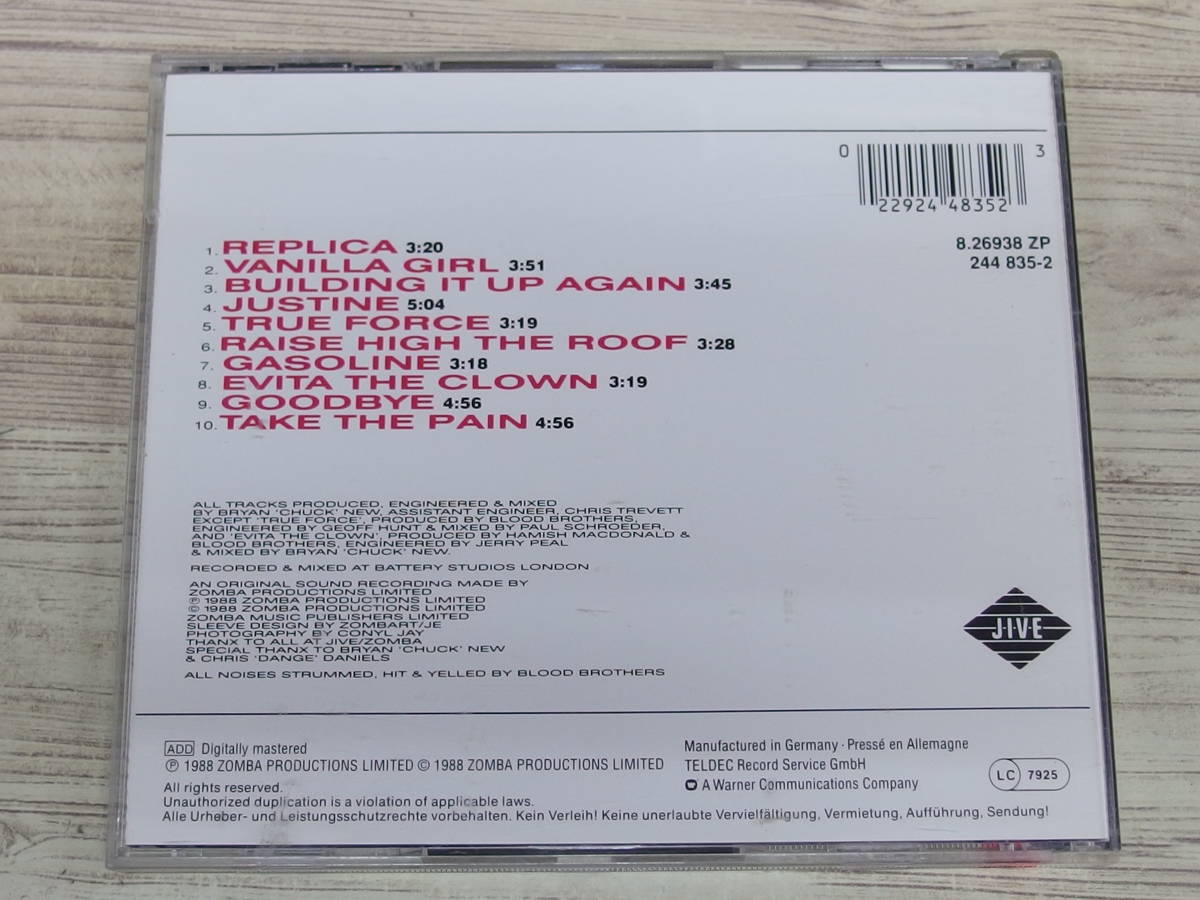 0 22924 48352 3
8.26938 ZP
244 835-2
1. REPLICA 3:20
2. VANILLA GIRL 3:51
3. BUILDING IT UP AGAIN 3:45
4. JUSTINE 5:04
5. TRUE FORCE 3:19
6. RAISE HIGH THE ROOF 3:28
7. GASOLINE 3:18
8. EVITA THE CLOWN 3:19
9. GOODBYE 4:56
10. TAKE THE PAIN 4:56
ALL TRACKS PRODUCED, ENGINEERED & MIXED
BY BRYAN 'CHUCK' NEW, ASSISTANT ENGINEER, CHRIS TREVETT
EXCEPT 'TRUE FORCE', PRODUCED BY BLOOD BROTHERS,
ENGINEERED BY GEOFF HUNT & MIXED BY PAUL SCHROEDER,
AND 'EVITA THE CLOWN', PRODUCED BY HAMISH MACDONALD &
BLOOD BROTHERS, ENGINEERED BY JERRY PEAL
& MIXED BY BRYAN 'CHUCK' NEW.
RECORDED & MIXED AT BATTERY STUDIOS LONDON
AN ORIGINAL SOUND RECORDING MADE BY
ZOMBA PRODUCTIONS LIMITED
℗ 1988 ZOMBA PRODUCTIONS LIMITED
© 1988 ZOMBA PRODUCTIONS LIMITED
ZOMBA MUSIC PUBLISHERS LIMITED
SLEEVE DESIGN BY ZOMBART/JE
PHOTOGRAPHY BY CONYL JAY
THANX TO ALL AT JIVE/ZOMBA
SPECIAL THANX TO BRYAN 'CHUCK' NEW
& CHRIS 'DANGE' DANIELS
ALL NOISES STRUMMED, HIT & YELLED BY BLOOD BROTHERS
J·I·V·E
ADD Digitally mastered
℗ 1988 ZOMBA PRODUCTIONS LIMITED © 1988 ZOMBA PRODUCTIONS LIMITED
All rights reserved.
Unauthorized duplication is a violation of applicable laws.
Alle Urheber- und Leistungsschutzrechte vorbehalten. Kein Verleih! Keine unerlaubte Vervielfältigung, Vermietung, Aufführung, Sendung!
Manufactured in Germany · Pressé en Allemagne
TELDEC Record Service GmbH
A Warner Communications Company
LC 7925